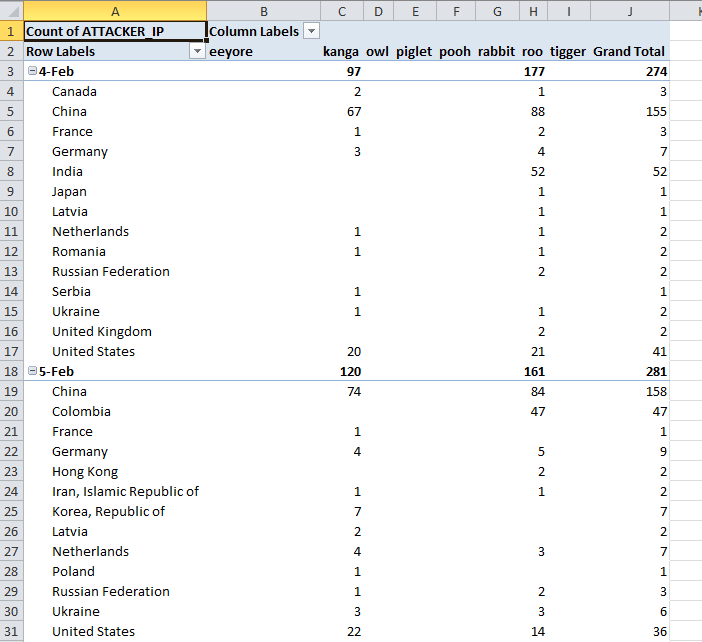 A B C D E F G H I J K
1 Count of ATTACKER_IP Column Labels
2 Row Labels eeyore kanga owl piglet pooh rabbit roo tigger Grand Total
3 4-Feb 97 177 274
4 Canada 2 1 3
5 China 67 88 155
6 France 1 2 3
7 Germany 3 4 7
8 India 52 52
9 Japan 1 1
10 Latvia 1 1
11 Netherlands 1 1 2
12 Romania 1 1 2
13 Russian Federation 2 2
14 Serbia 1 1
15 Ukraine 1 1 2
16 United Kingdom 2 2
17 United States 20 21 41
18 5-Feb 120 161 281
19 China 74 84 158
20 Colombia 47 47
21 France 1 1
22 Germany 4 5 9
23 Hong Kong 2 2
24 Iran, Islamic Republic of 1 1 2
25 Korea, Republic of 7 7
26 Latvia 2 2
27 Netherlands 4 3 7
28 Poland 1 1
29 Russian Federation 1 2 3
30 Ukraine 3 3 6
31 United States 22 14 36